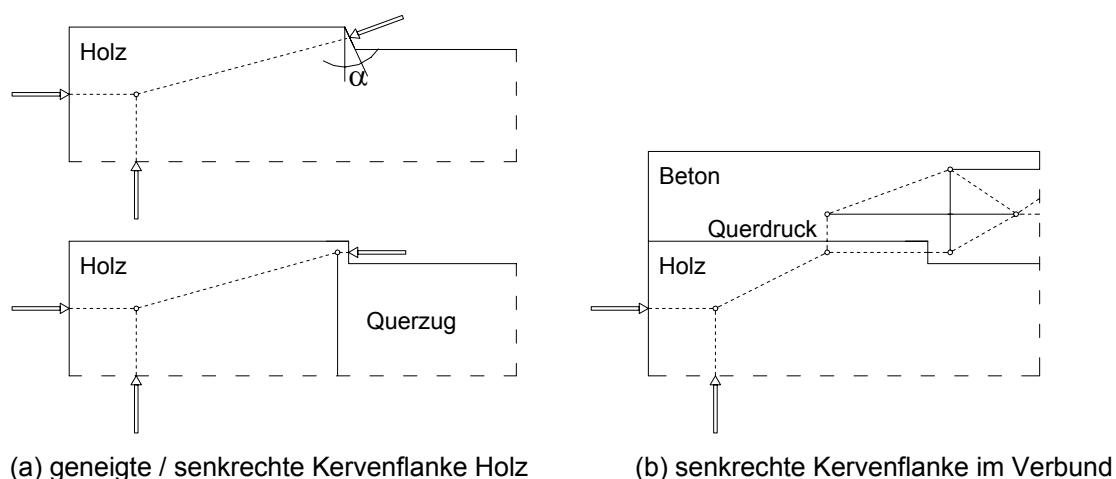 Holz
α
Holz
Querzug
Beton
Querdruck
Holz
(a) geneigte / senkrechte Kervenflanke Holz
(b) senkrechte Kervenflanke im Verbund